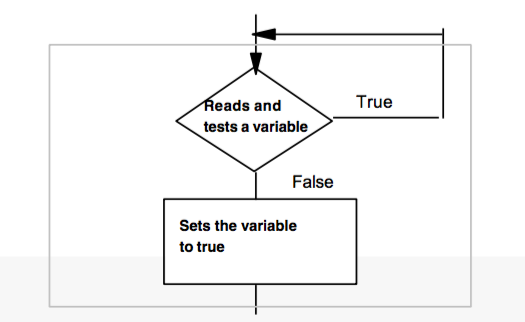 Reads and
tests a variable
True
False
Sets the variable
to true